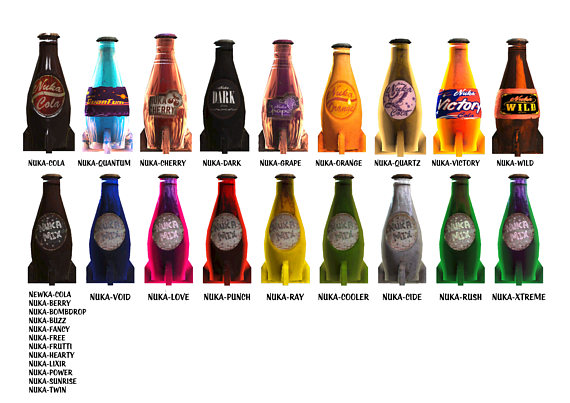 Nuka
Cola
Quantum
NUKA
CHERRY
Nuka
DARK
Nuka
Grape
Nuka
Orange
Nuka
Victory
Nuka
WILD
NUKA-COLA
NUKA-QUANTUM
NUKA-CHERRY
NUKA-DARK
NUKA-GRAPE
NUKA-ORANGE
NUKA-QUARTZ
NUKA-VICTORY
NUKA-WILD
NUKA
MIX
NUKA
MIX
NUKA
MIX
NUKA
MIX
NUKA
MIX
NUKA
MIX
NUKA
MIX
NUKA
MIX
NUKA
MIX
NEWKA-COLA
NUKA-BERRY
NUKA-BOMBDROP
NUKA-BUZZ
NUKA-FANCY
NUKA-FREE
NUKA-FRUTTI
NUKA-HEARTY
NUKA-LIXIR
NUKA-POWER
NUKA-SUNRISE
NUKA-TWIN
NUKA-VOID
NUKA-LOVE
NUKA-PUNCH
NUKA-RAY
NUKA-COOLER
NUKA-CIDE
NUKA-RUSH
NUKA-XTREME